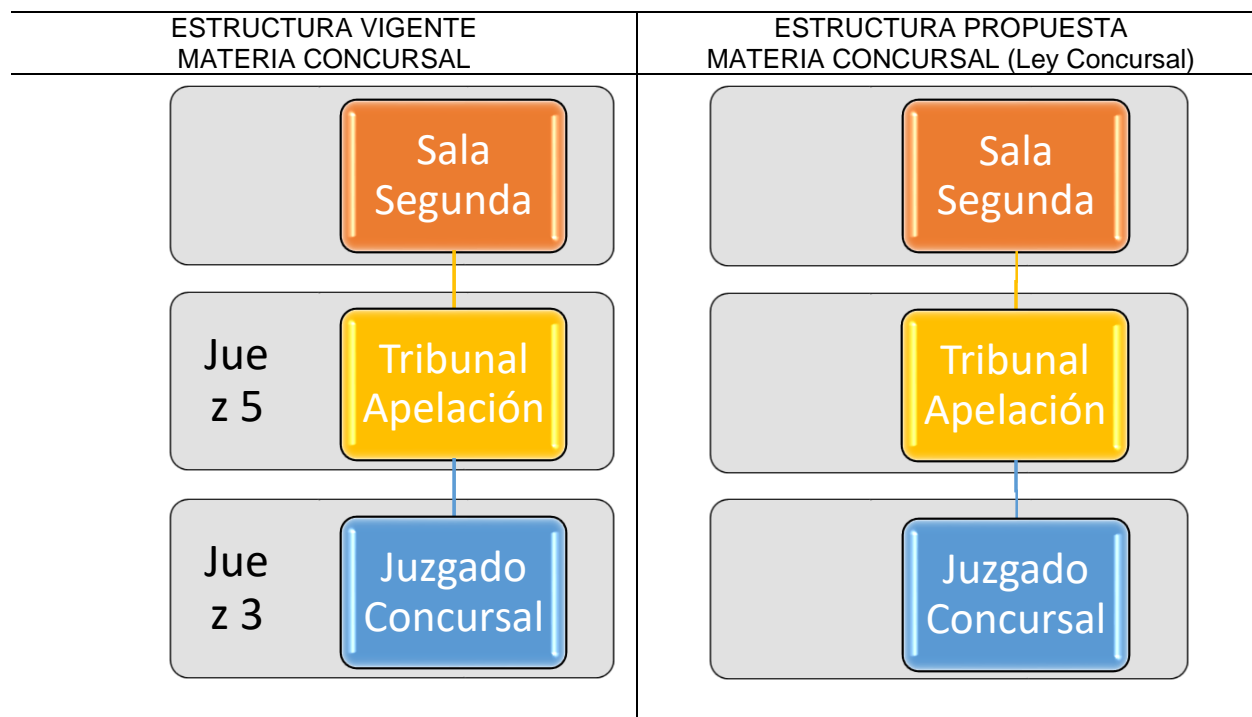 ESTRUCTURA VIGENTE
MATERIA CONCURSAL
ESTRUCTURA PROPUESTA
MATERIA CONCURSAL (Ley Concursal)
Sala
Segunda
Jue
z 5
Tribunal
Apelación
Jue
z 3
Juzgado
Concursal
Sala
Segunda
Tribunal
Apelación
Juzgado
Concursal